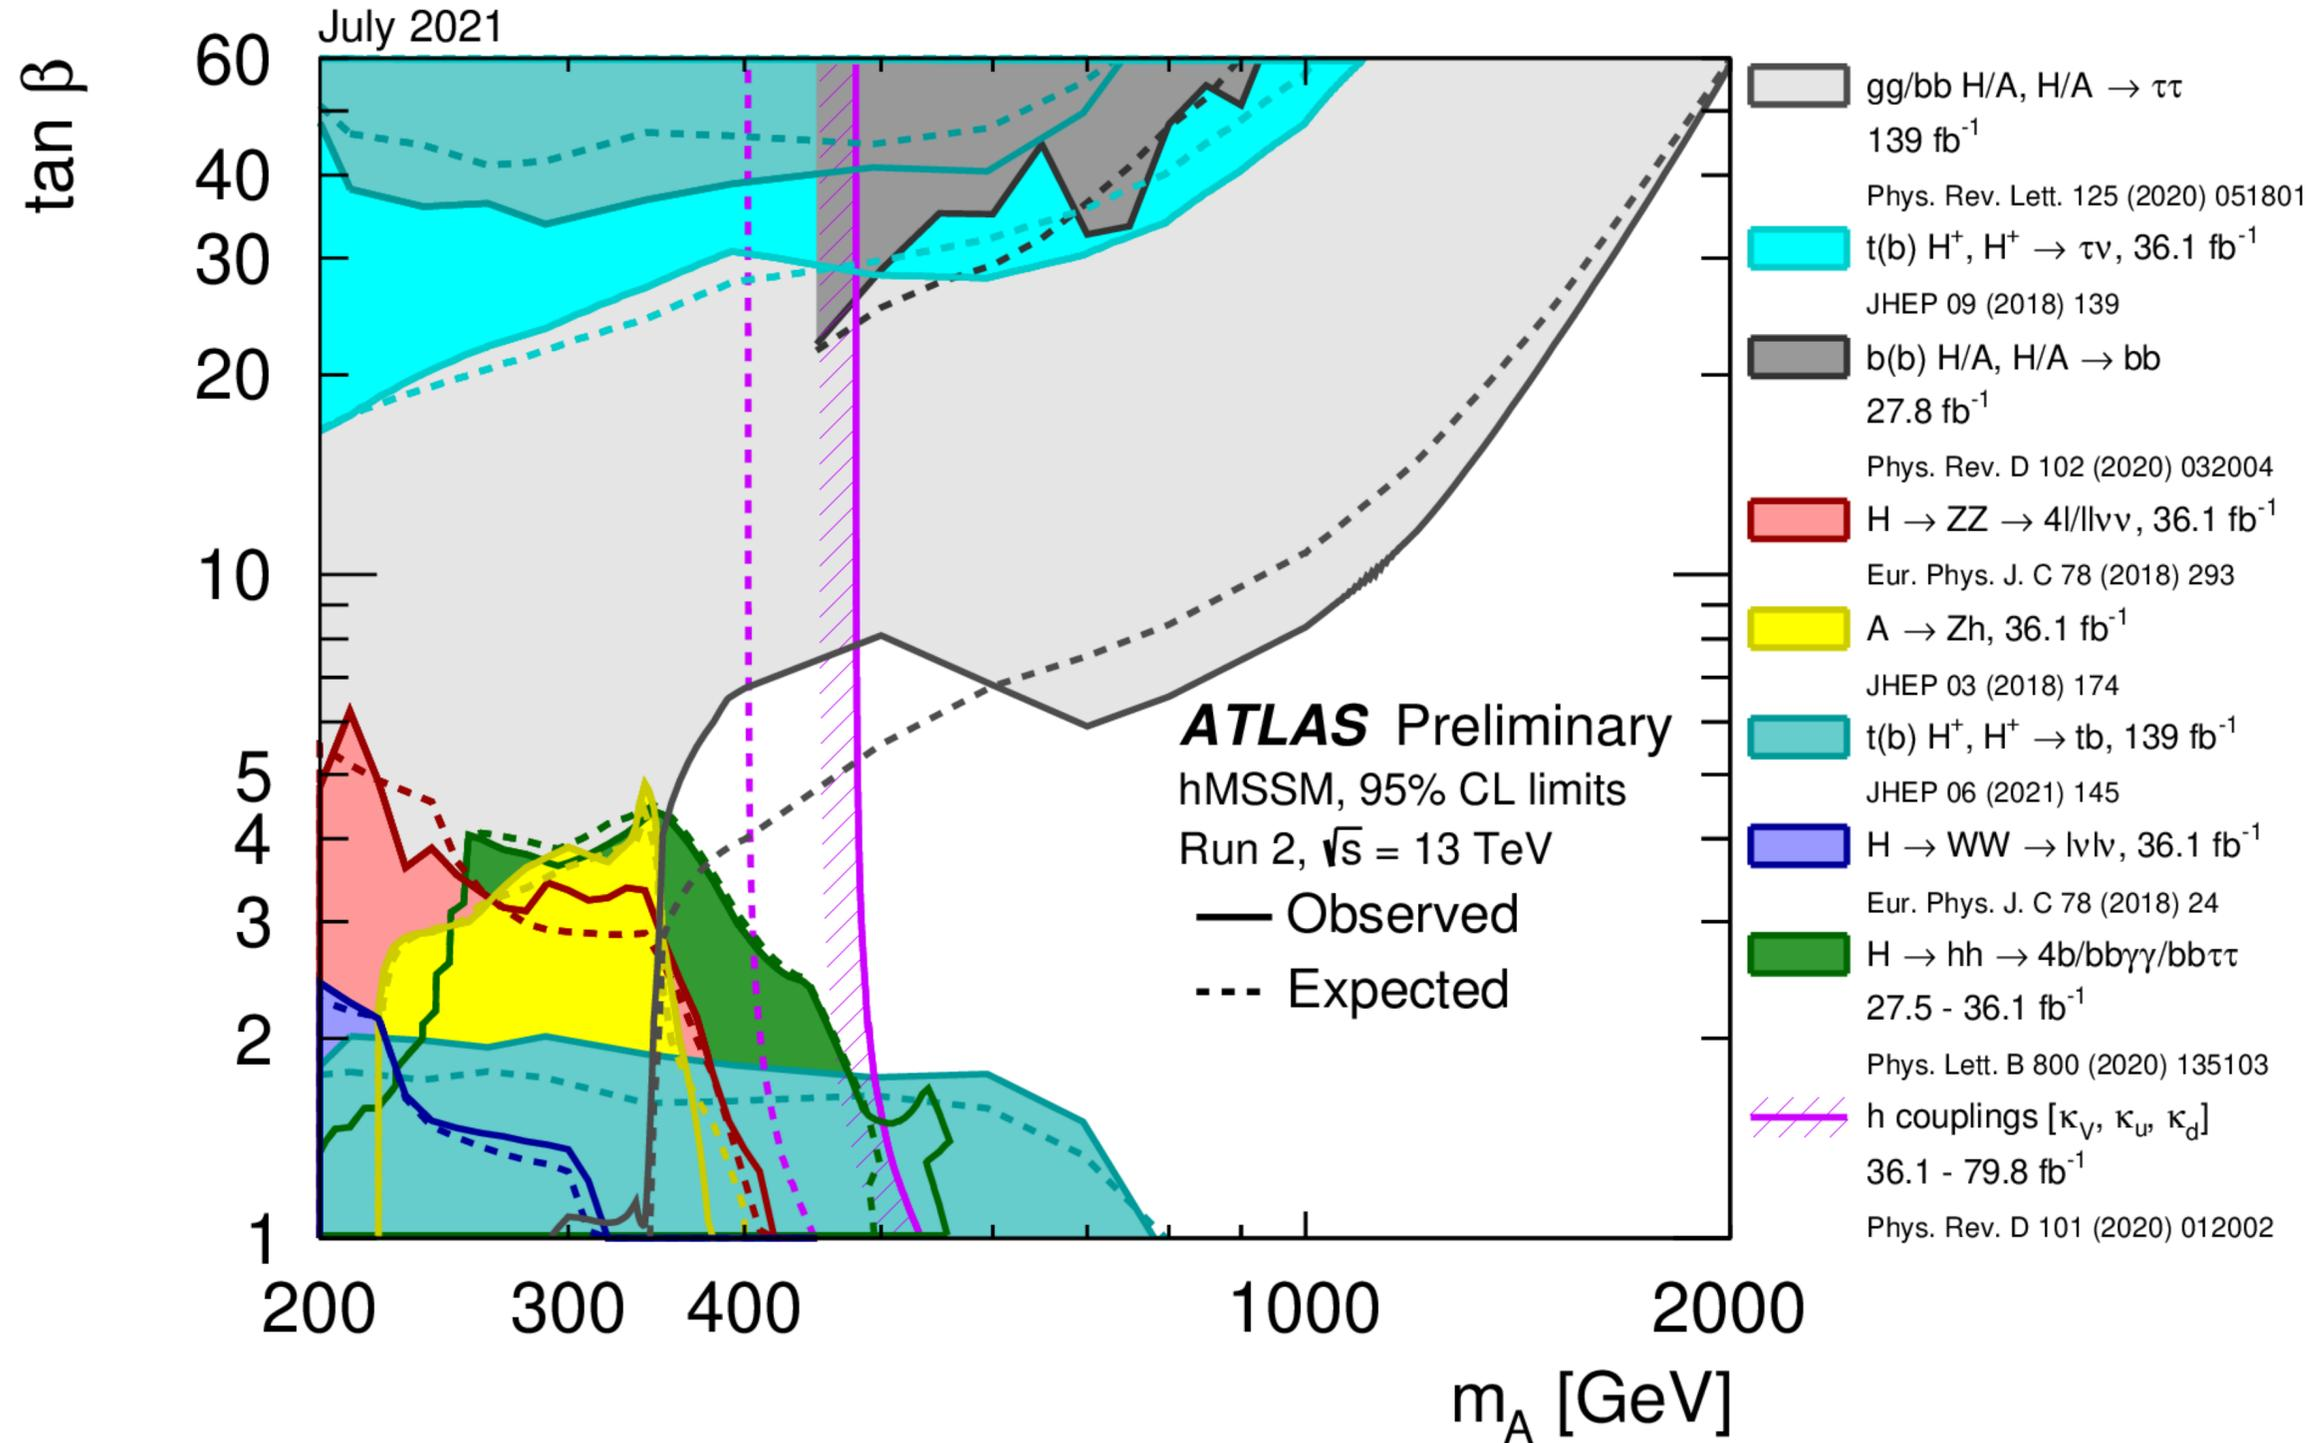 July 2021
tan β
60
40
30
20
10
5
4
3
2
1
200 300 400 1000 2000
m_A [GeV]
ATLAS Preliminary
hMSSM, 95% CL limits
Run 2, √s = 13 TeV
Observed
Expected
gg/bb H/A, H/A → ττ
139 fb⁻¹
Phys. Rev. Lett. 125 (2020) 051801
t(b) H⁺, H⁺ → τν, 36.1 fb⁻¹
JHEP 09 (2018) 139
b(b) H/A, H/A → bb
27.8 fb⁻¹
Phys. Rev. D 102 (2020) 032004
H → ZZ → 4l/llνν, 36.1 fb⁻¹
Eur. Phys. J. C 78 (2018) 293
A → Zh, 36.1 fb⁻¹
JHEP 03 (2018) 174
t(b) H⁺, H⁺ → tb, 139 fb⁻¹
JHEP 06 (2021) 145
H → WW → lνlν, 36.1 fb⁻¹
Eur. Phys. J. C 78 (2018) 24
H → hh → 4b/bbγγ/bbττ
27.5 - 36.1 fb⁻¹
Phys. Lett. B 800 (2020) 135103
h couplings [κ_V, κ_u, κ_d]
36.1 - 79.8 fb⁻¹
Phys. Rev. D 101 (2020) 012002